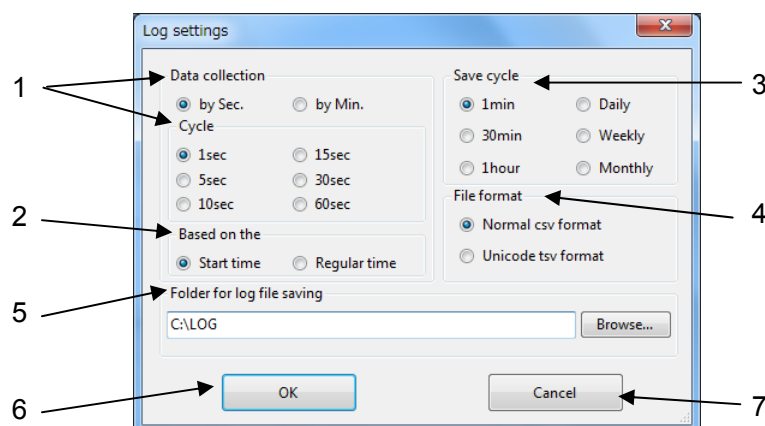 Log settings
1
Data collection
by Sec. by Min.
Cycle
1sec 15sec
5sec 30sec
10sec 60sec
2
Based on the
Start time Regular time
Save cycle
3
1min Daily
30min Weekly
1hour Monthly
File format
4
Normal csv format
Unicode tsv format
5
Folder for log file saving
C:\LOG Browse...
6
OK Cancel
7